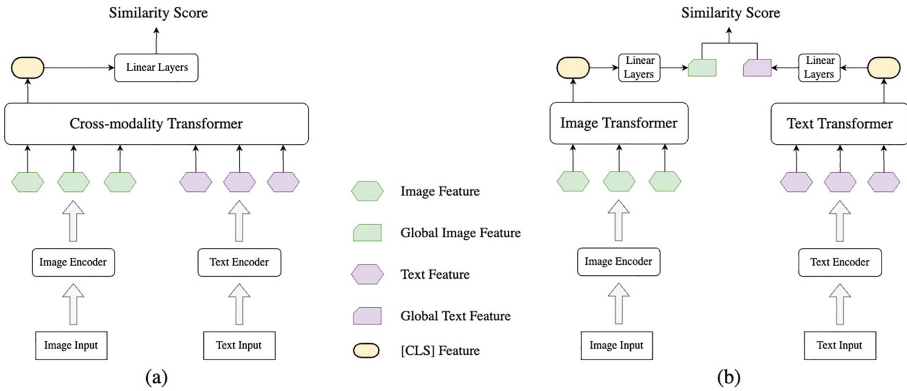 Similarity Score
Linear Layers
Cross-modality Transformer
Image Encoder
Text Encoder
Image Input
Text Input
(a)
Image Feature
Global Image Feature
Text Feature
Global Text Feature
[CLS] Feature
Similarity Score
Linear
Layers
Linear
Layers
Image Transformer
Text Transformer
Image Encoder
Text Encoder
Image Input
Text Input
(b)